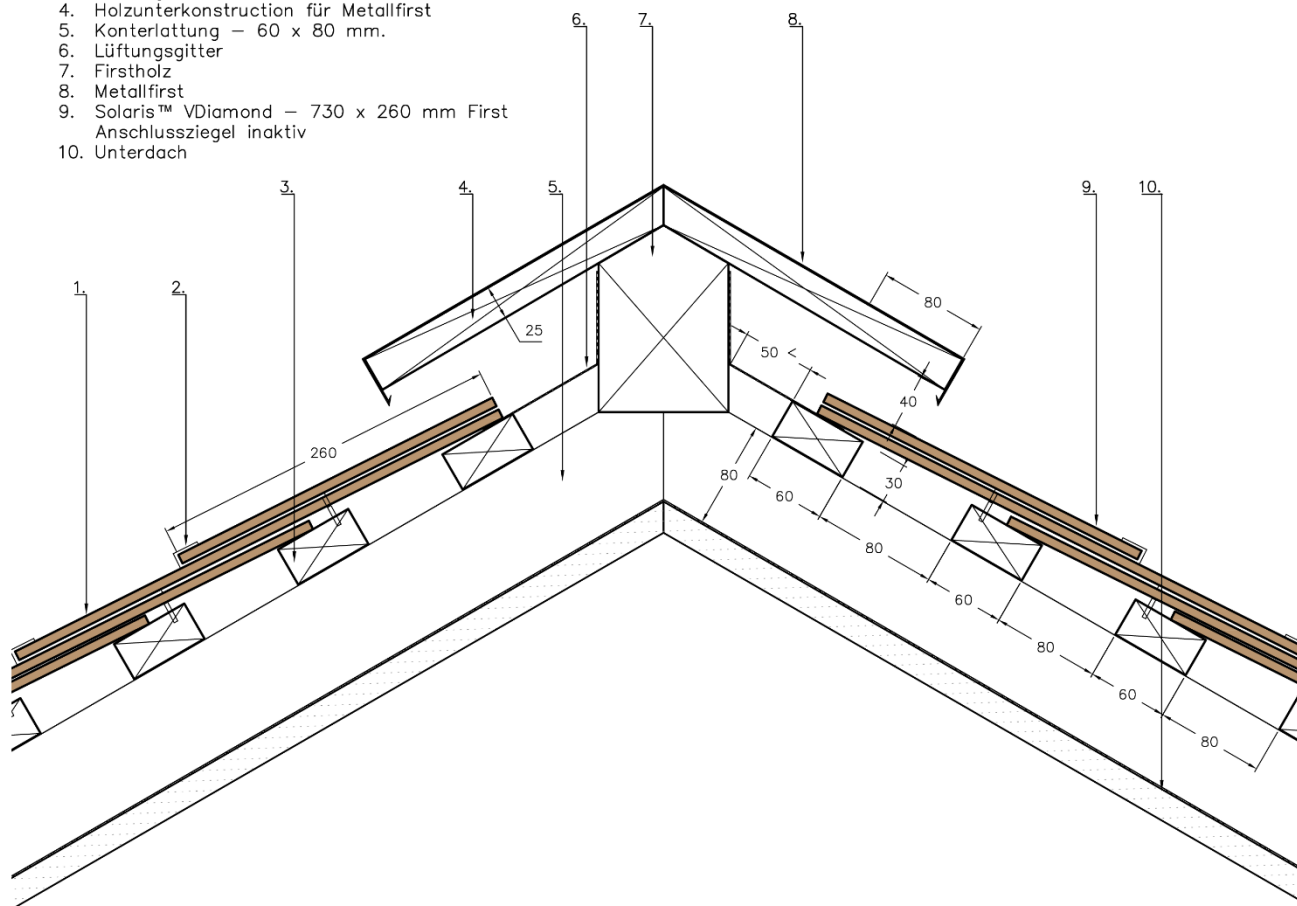 4. Holzunterkonstruction für Metallfirst
5. Konterlattung – 60 x 80 mm.
6. Lüftungsgitter
7. Firstholz
8. Metallfirst
9. Solaris™ VDiamond – 730 x 260 mm First
Anschlussziegel inaktiv
10. Unterdach
6.
7.
8.
3.
4.
5.
9.
10.
1.
2.
80
25
50 <
40
260
80
30
60
80
60
80
60
80